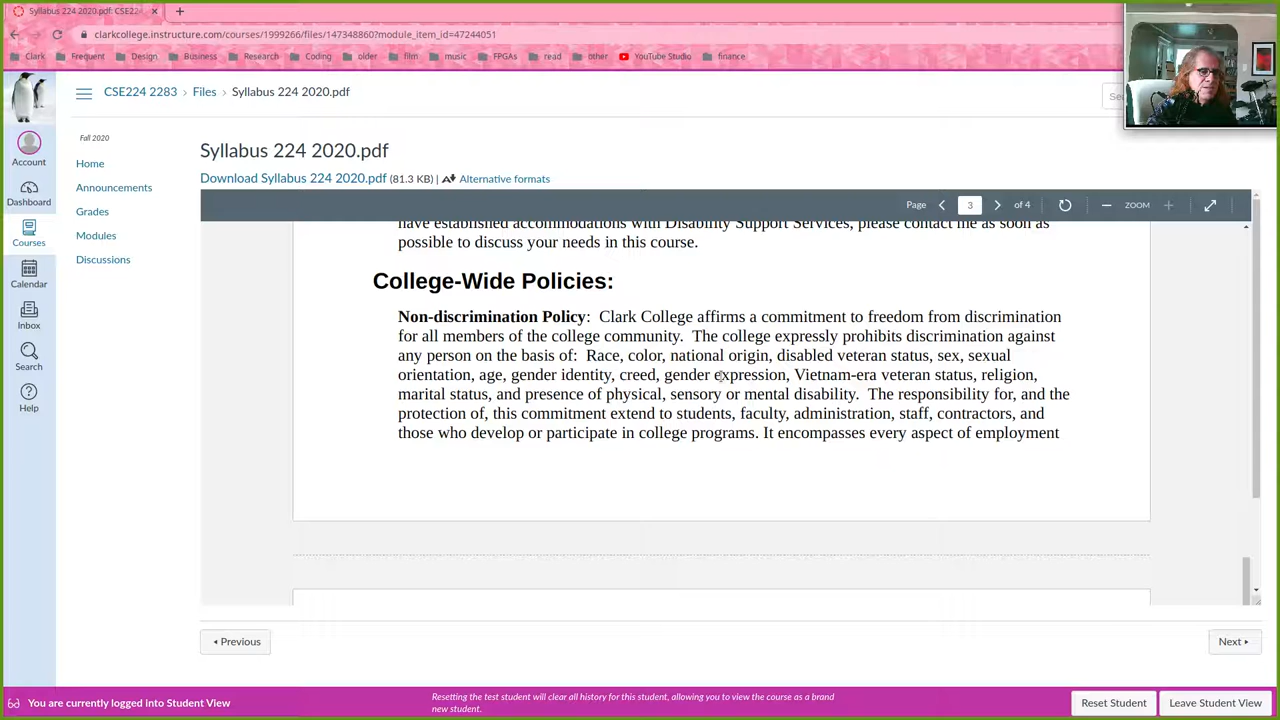 Syllabus 224 2020.pdf: CSE22
clarkcollege.instructure.com/courses/1999266/files/147348860?module_item_id=47244051
Clark
Frequent
Design
Business
Research
Coding
older
film
music
FPGAs
read
other
YouTube Studio
finance
CSE224 2283 › Files › Syllabus 224 2020.pdf
Fall 2020
Home
Announcements
Grades
Modules
Discussions
Account
Dashboard
Courses
Calendar
Inbox
Search
Help
Syllabus 224 2020.pdf
Download Syllabus 224 2020.pdf (81.3 KB) | Alternative formats
Page 3 of 4 ZOOM
have established accommodations with Disability Support Services, please contact me as soon as
possible to discuss your needs in this course.
College-Wide Policies:
Non-discrimination Policy: Clark College affirms a commitment to freedom from discrimination
for all members of the college community. The college expressly prohibits discrimination against
any person on the basis of: Race, color, national origin, disabled veteran status, sex, sexual
orientation, age, gender identity, creed, gender expression, Vietnam-era veteran status, religion,
marital status, and presence of physical, sensory or mental disability. The responsibility for, and the
protection of, this commitment extend to students, faculty, administration, staff, contractors, and
those who develop or participate in college programs. It encompasses every aspect of employment
Previous
Next
You are currently logged into Student View
Resetting the test student will clear all history for this student, allowing you to view the course as a brand
new student.
Reset Student
Leave Student View